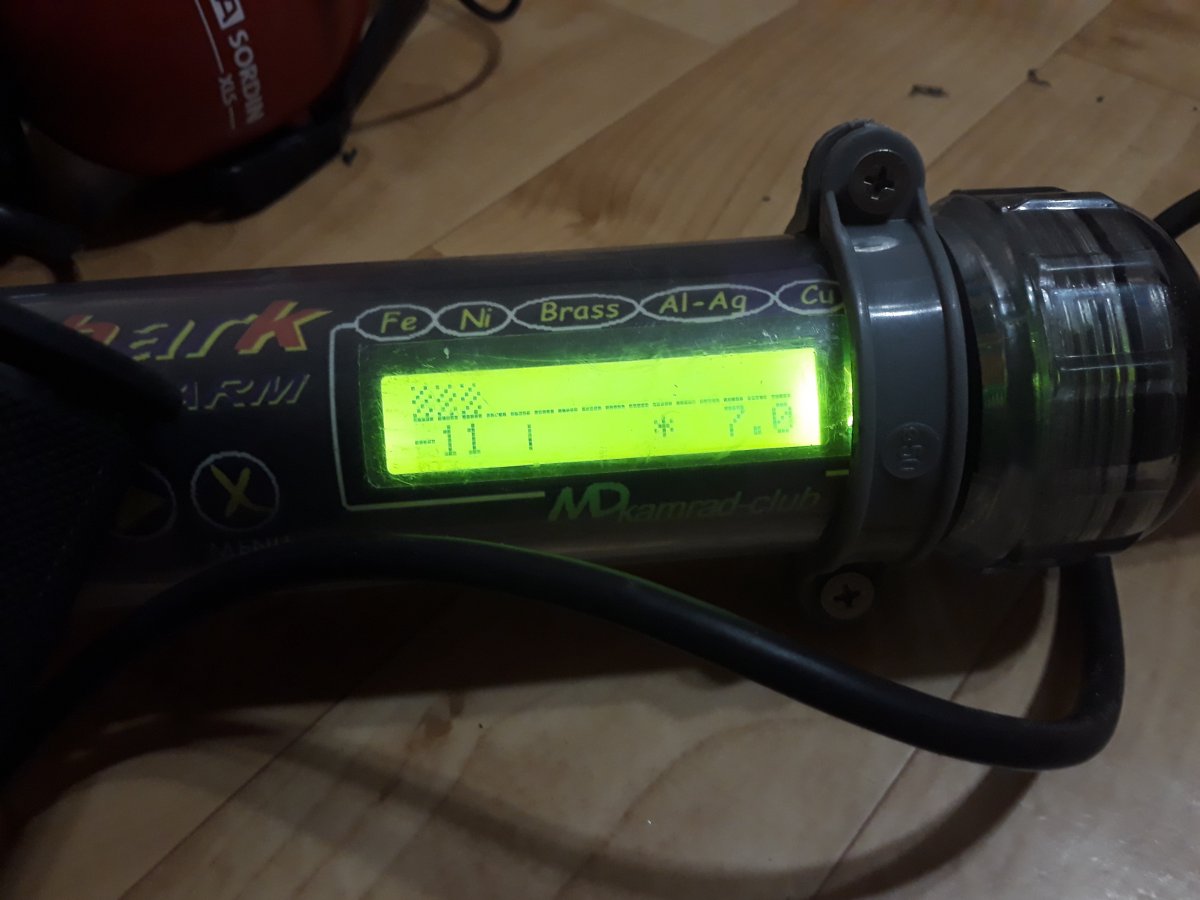 A SORDIN
XLS
hark
ARM
Fe Ni Brass Al-Ag Cu
-11 | * 7.0
MD kamrad-club
MENU